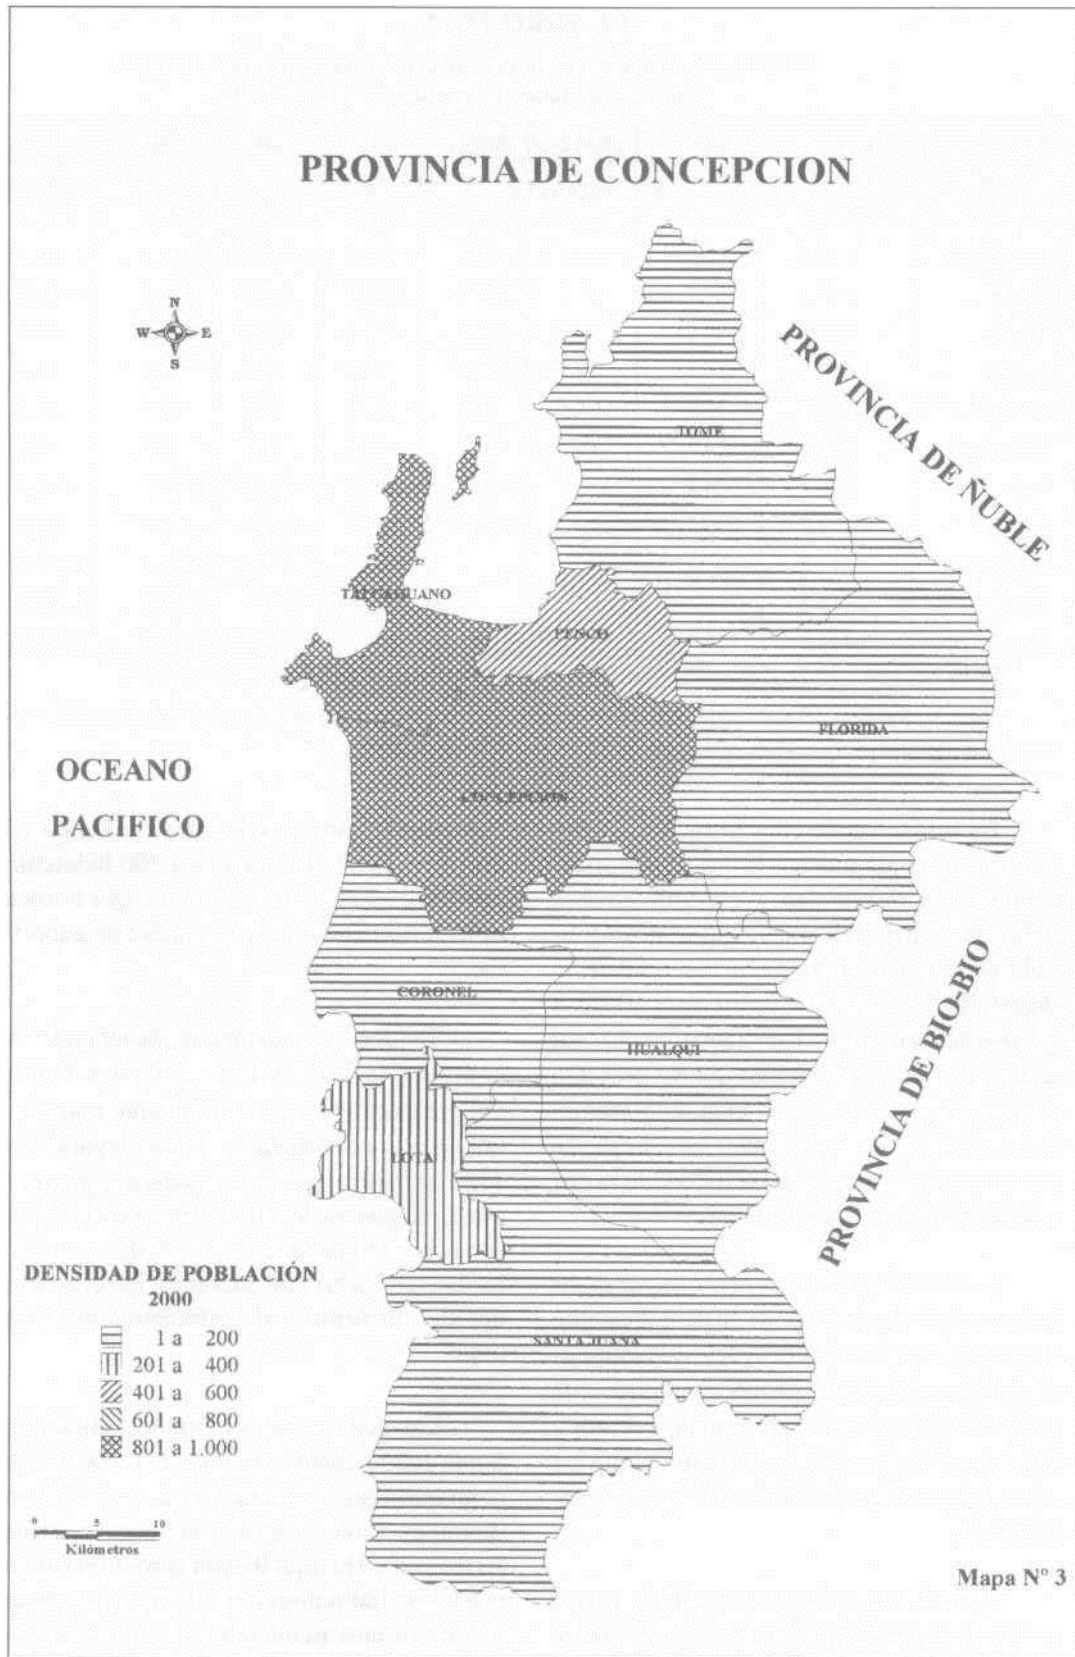 PROVINCIA DE CONCEPCION
N
W E
S
PROVINCIA DE ÑUBLE
TOME
TALCAHUANO
PENCO
FLORIDA
OCEANO
PACIFICO
CONCEPCION
CORONEL
HUALQUI
PROVINCIA DE BIO-BIO
LOTA
DENSIDAD DE POBLACIÓN
2000
1 a 200
201 a 400
401 a 600
601 a 800
801 a 1.000
SANTA JUANA
0 5 10
Kilómetros
Mapa Nº 3